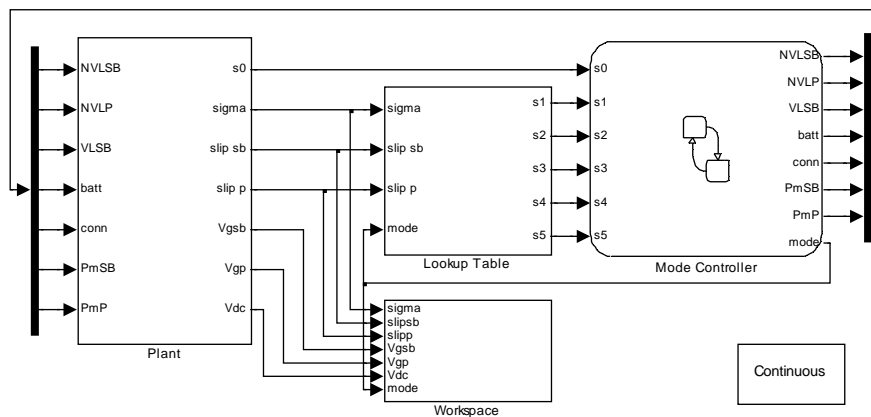 NVLSB
NVLP
VLSB
batt
conn
PmSB
PmP
s0
sigma
slip sb
slip p
Vgsb
Vgp
Vdc
Plant
sigma
slip sb
slip p
mode
s1
s2
s3
s4
s5
Lookup Table
s0
s1
s2
s3
s4
s5
NVLSB
NVLP
VLSB
batt
conn
PmSB
PmP
mode
Mode Controller
sigma
slipsb
slipp
Vgsb
Vgp
Vdc
mode
Workspace
Continuous